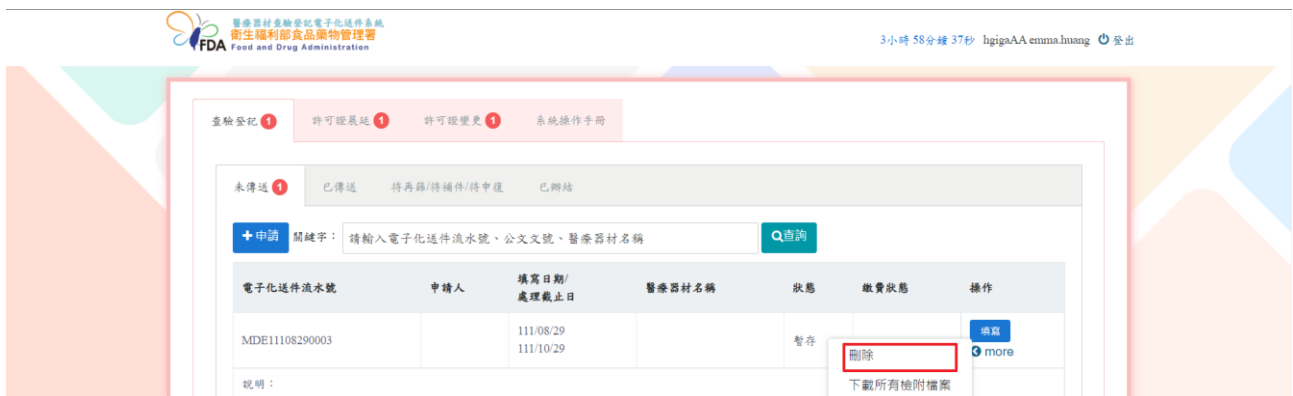 醫療器材查驗登記電子化送件系統
衛生福利部食品藥物管理署
FDA Food and Drug Administration
3小時 58分鐘 37秒 hgigaAA emma.huang 登出
查驗登記 1 許可證展延 1 許可證變更 1 系統操作手冊
未傳送 1 已傳送 待再篩/待補件/待申復 已辦結
申請 關鍵字: 請輸入電子化送件流水號、公文文號、醫療器材名稱 查詢
電子化送件流水號 申請人 填寫日期/ 醫療器材名稱 狀態 繳費狀態 操作
處理截止日
MDE11108290003 111/08/29 暫存 填寫
111/10/29 more
刪除
說明:
下載所有檢附檔案